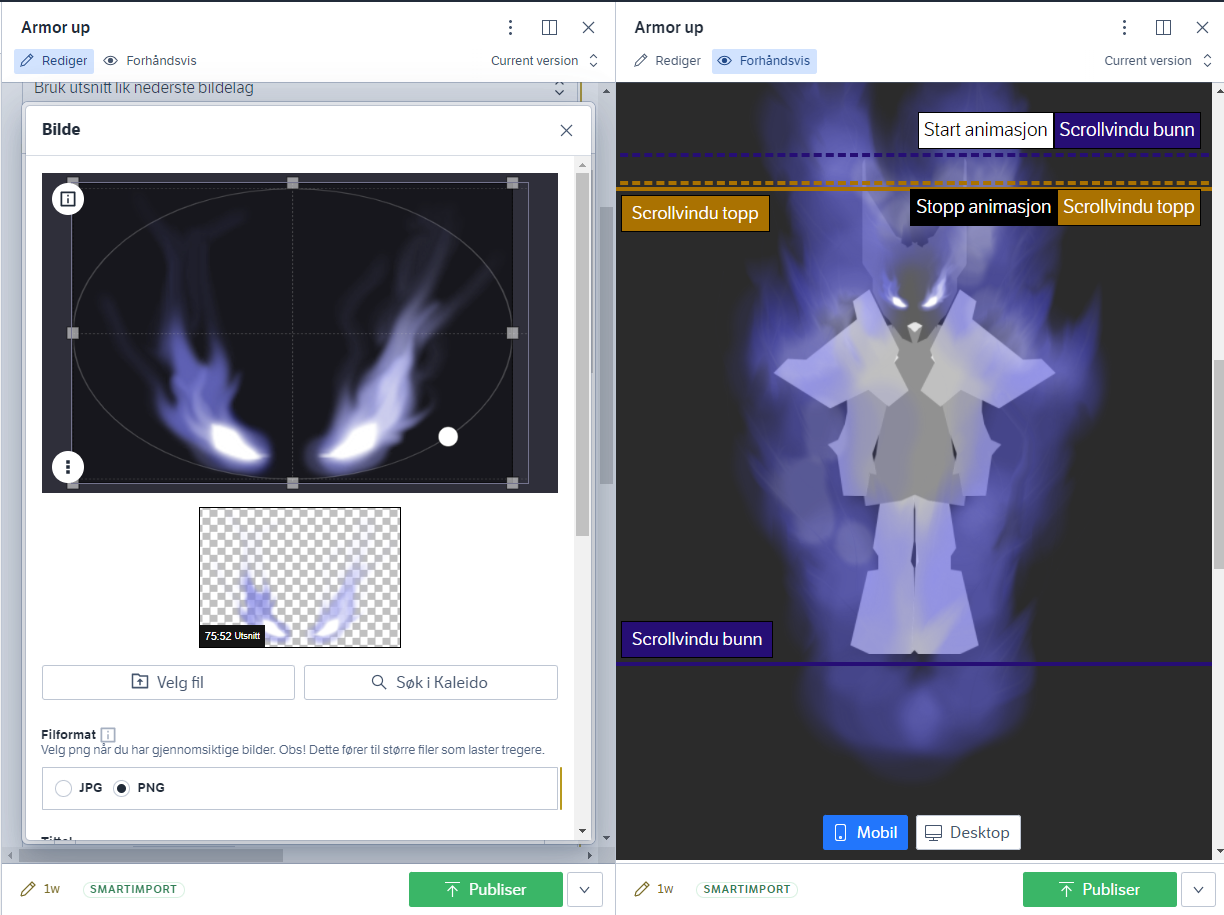 Armor up
Rediger
Forhåndsvis
Current version
Bruk utsnitt lik nederste bildelag
Bilde
75:52 Utsnitt
Velg fil
Søk i Kaleido
Filformat
Velg png når du har gjennomsiktige bilder. Obs! Dette fører til større filer som laster tregere.
JPG
PNG
Tittel
1w
SMARTIMPORT
Publiser
Armor up
Rediger
Forhåndsvis
Current version
Start animasjon
Scrollvindu bunn
Scrollvindu topp
Stopp animasjon
Scrollvindu topp
Scrollvindu bunn
Mobil
Desktop
1w
SMARTIMPORT
Publiser